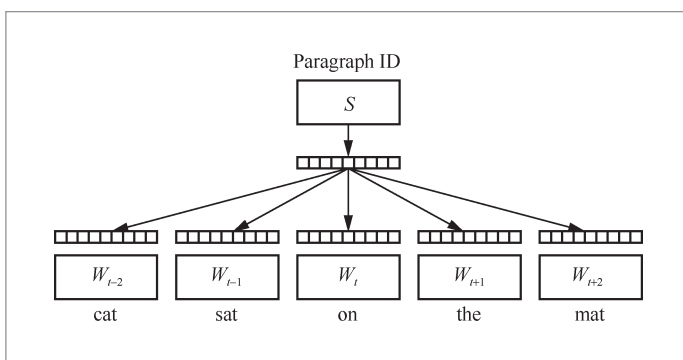 Paragraph ID
S
W_{t−2} W_{t−1} W_t W_{t+1} W_{t+2}
cat sat on the mat